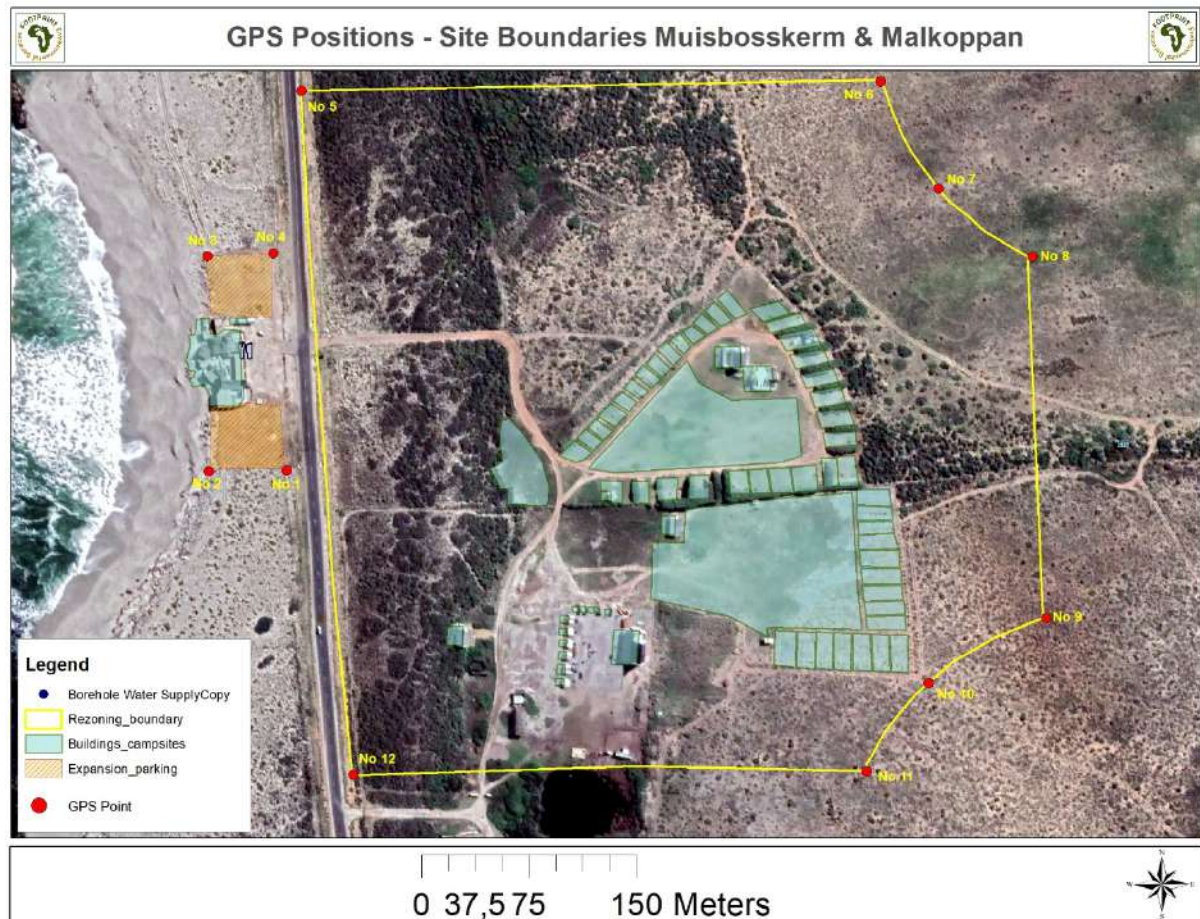 GPS Positions - Site Boundaries Muisbosskerm & Malkoppan
FOOTPRINT
FOOTPRINT
No 5
No 6
No 7
No 3
No 4
No 8
No 2
No 1
No 9
No 10
No 12
No 11
Legend
Borehole Water SupplyCopy
Rezoning_boundary
Buildings_campsites
Expansion_parking
GPS Point
0 37,5 75 150 Meters
N
W E
S